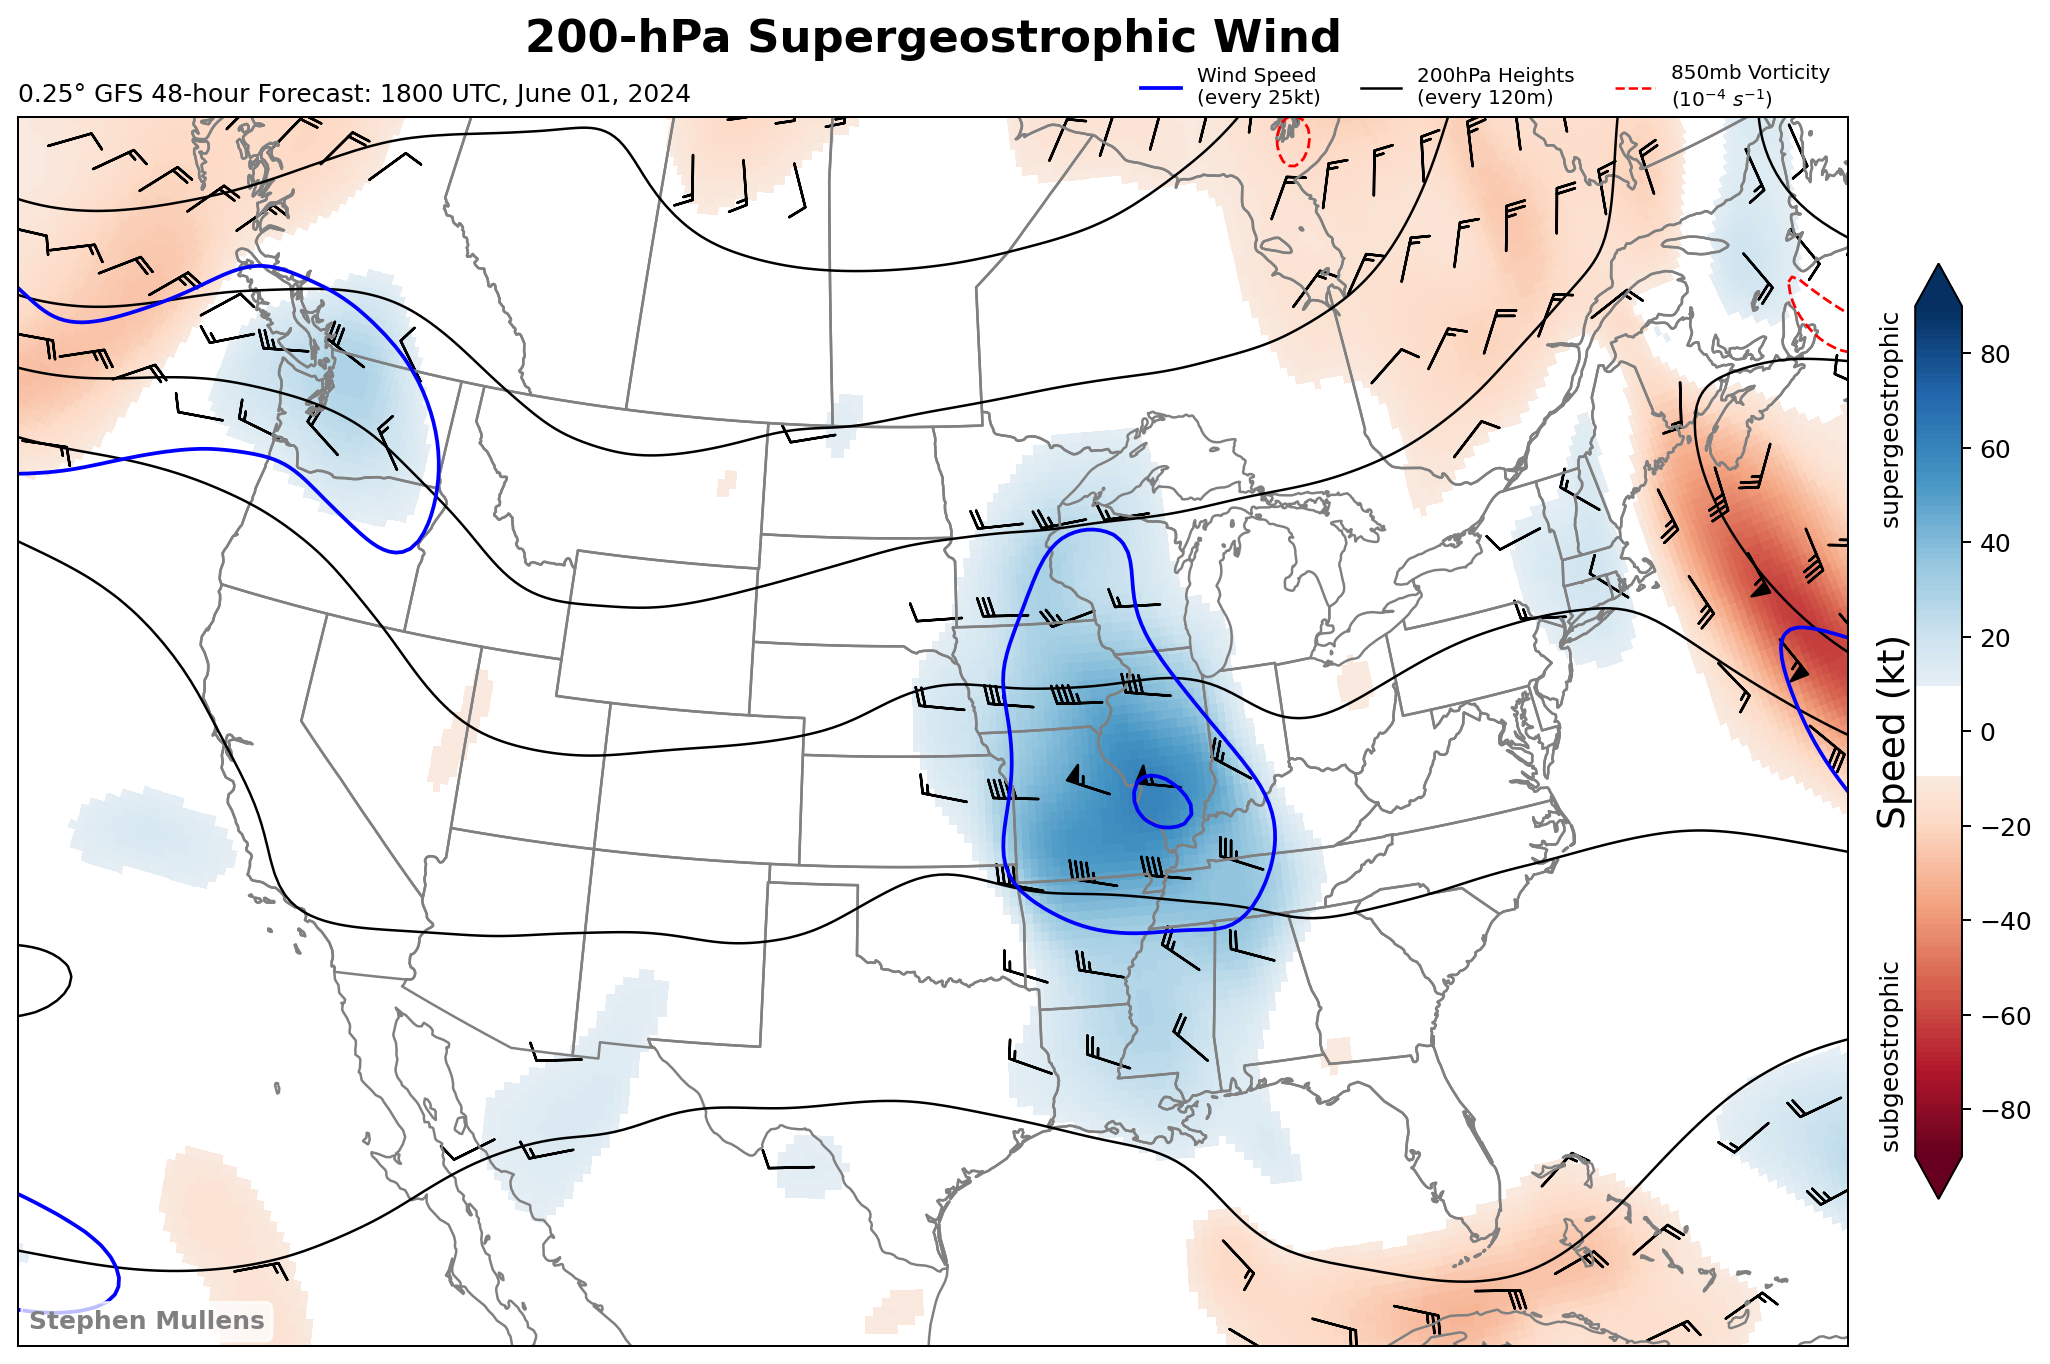 200-hPa Supergeostrophic Wind
0.25° GFS 48-hour Forecast: 1800 UTC, June 01, 2024
Wind Speed
(every 25kt)
200hPa Heights
(every 120m)
850mb Vorticity
(10⁻⁴ s⁻¹)
supergeostrophic
Speed (kt)
subgeostrophic
80
60
40
20
0
−20
−40
−60
−80
Stephen Mullens